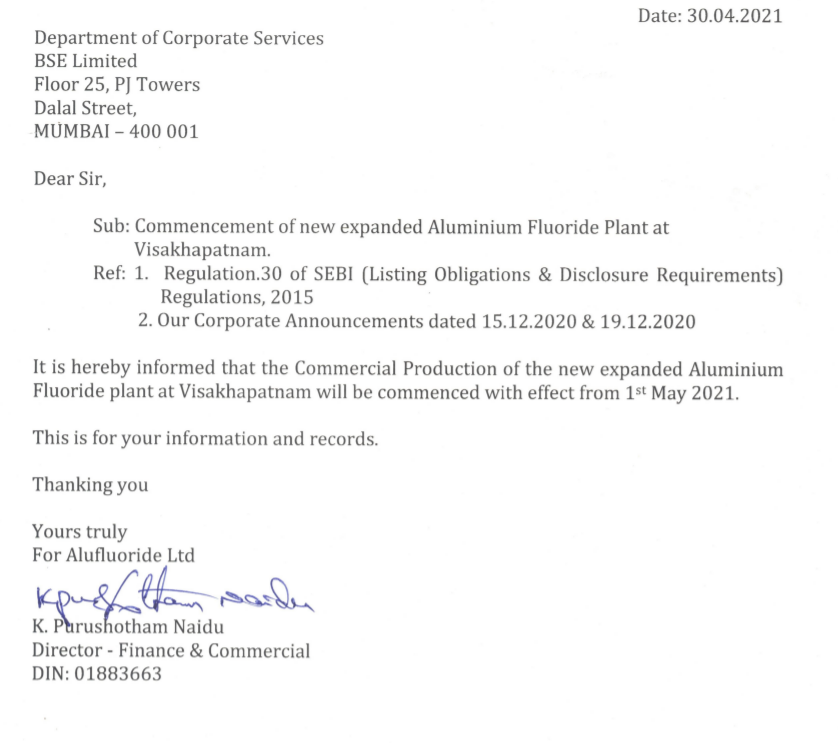 Date: 30.04.2021
Department of Corporate Services
BSE Limited
Floor 25, PJ Towers
Dalal Street,
MUMBAI – 400 001
Dear Sir,
Sub: Commencement of new expanded Aluminium Fluoride Plant at
Visakhapatnam.
Ref: 1. Regulation.30 of SEBI (Listing Obligations & Disclosure Requirements)
Regulations, 2015
2. Our Corporate Announcements dated 15.12.2020 & 19.12.2020
It is hereby informed that the Commercial Production of the new expanded Aluminium
Fluoride plant at Visakhapatnam will be commenced with effect from 1st May 2021.
This is for your information and records.
Thanking you
Yours truly
For Alufluoride Ltd
K Purushotham Naidu
K. Purushotham Naidu
Director - Finance & Commercial
DIN: 01883663